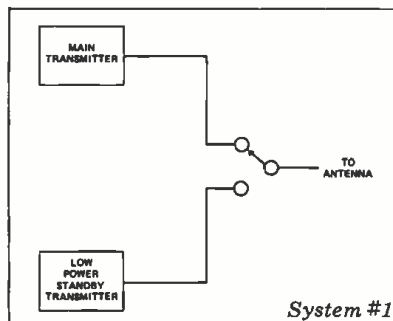 MAIN
TRANSMITTER
TO
ANTENNA
LOW
POWER
STANDBY
TRANSMITTER
System #1